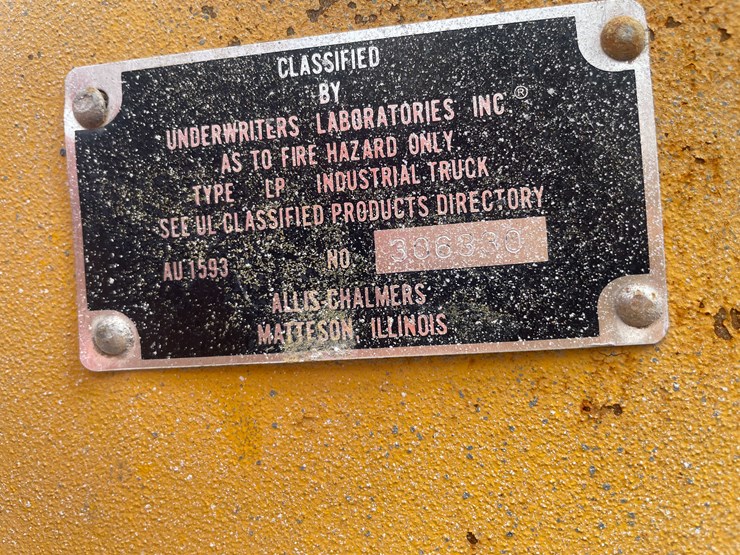 CLASSIFIED
BY
UNDERWRITERS LABORATORIES INC.®
AS TO FIRE HAZARD ONLY
TYPE LP INDUSTRIAL TRUCK
SEE UL CLASSIFIED PRODUCTS DIRECTORY
AU 1593 NO.
ALLIS-CHALMERS
MATTESON ILLINOIS